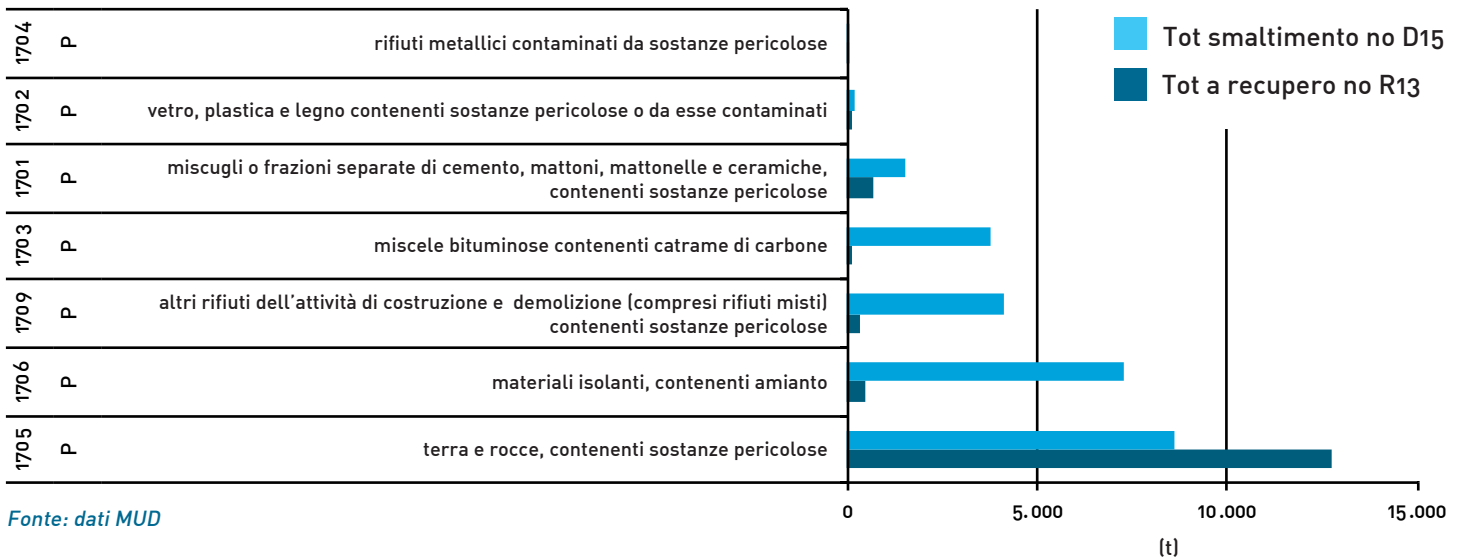 Tot smaltimento no D15
Tot a recupero no R13
1704 P rifiuti metallici contaminati da sostanze pericolose
1702 P vetro, plastica e legno contenenti sostanze pericolose o da esse contaminati
1701 P miscugli o frazioni separate di cemento, mattoni, mattonelle e ceramiche,
contenenti sostanze pericolose
1703 P miscele bituminose contenenti catrame di carbone
1709 P altri rifiuti dell'attività di costruzione e demolizione (compresi rifiuti misti)
contenenti sostanze pericolose
1706 P materiali isolanti, contenenti amianto
1705 P terra e rocce, contenenti sostanze pericolose
0 5.000 10.000 15.000
(t)
Fonte: dati MUD